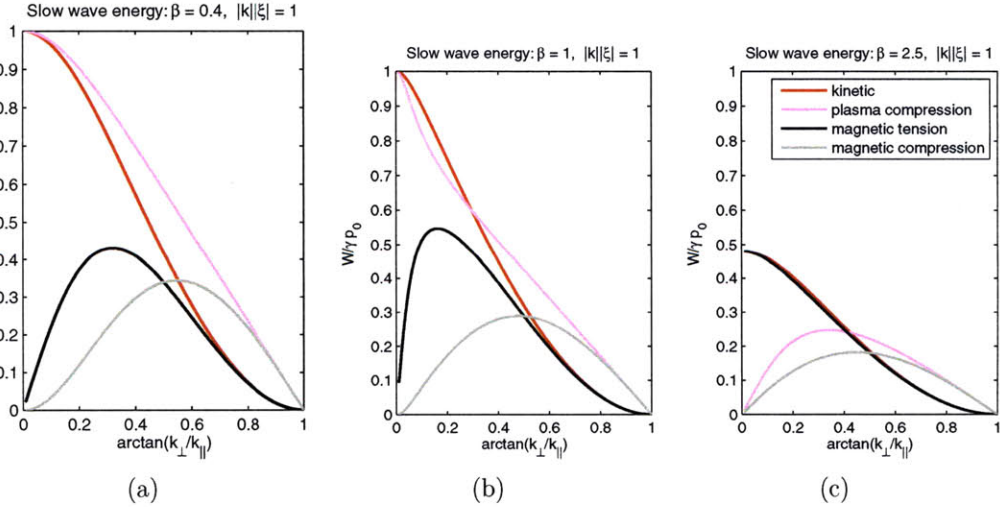 Slow wave energy: β = 0.4, |k||ξ| = 1
1
0.9
0.8
0.7
0.6
0.5
0.4
0.3
0.2
0.1
0
0 0.2 0.4 0.6 0.8 1
arctan(k⊥/k||)
(a)
Slow wave energy: β = 1, |k||ξ| = 1
W/γ p0
1
0.9
0.8
0.7
0.6
0.5
0.4
0.3
0.2
0.1
0
0 0.2 0.4 0.6 0.8 1
arctan(k⊥/k||)
(b)
Slow wave energy: β = 2.5, |k||ξ| = 1
kinetic
plasma compression
magnetic tension
magnetic compression
W/γ p0
1
0.9
0.8
0.7
0.6
0.5
0.4
0.3
0.2
0.1
0
0 0.2 0.4 0.6 0.8 1
arctan(k⊥/k||)
(c)